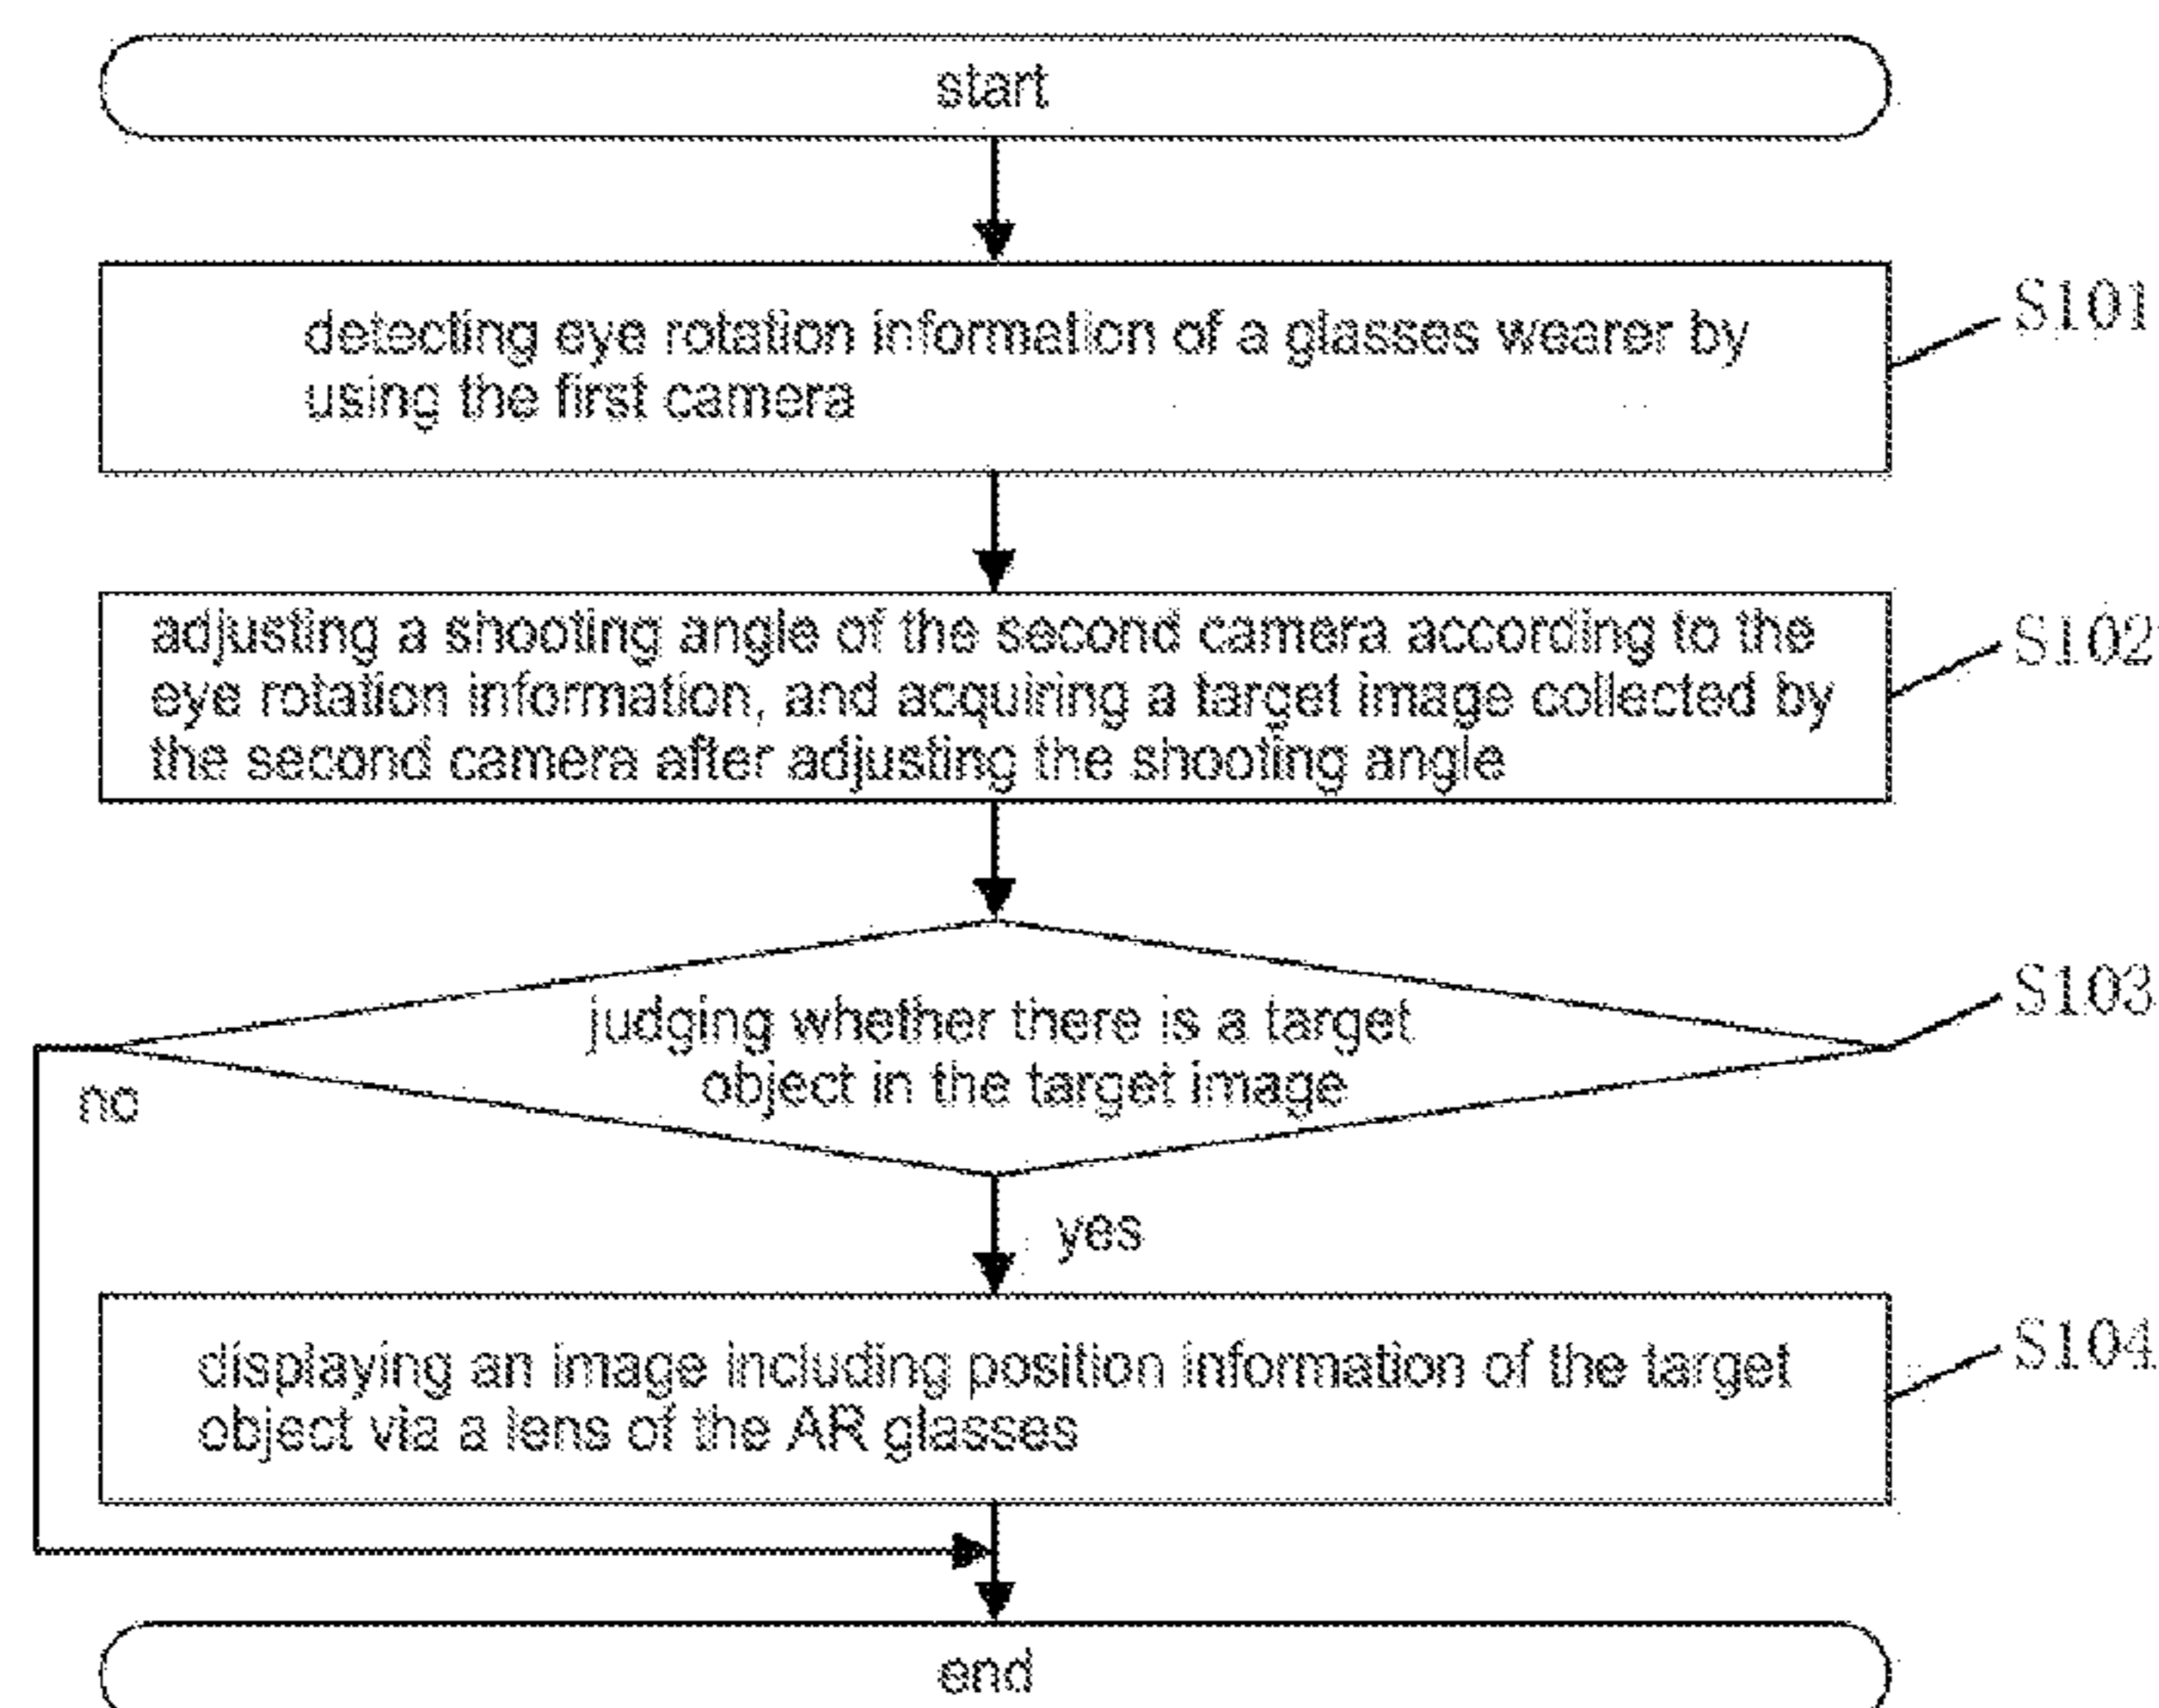 start
detecting eye rotation information of a glasses wearer by
using the first camera
S101
adjusting a shooting angle of the second camera according to the
eye rotation information, and acquiring a target image collected by
the second camera after adjusting the shooting angle
S102
judging whether there is a target
object in the target image
S103
no
yes
displaying an image including position information of the target
object via a lens of the AR glasses
S104
end